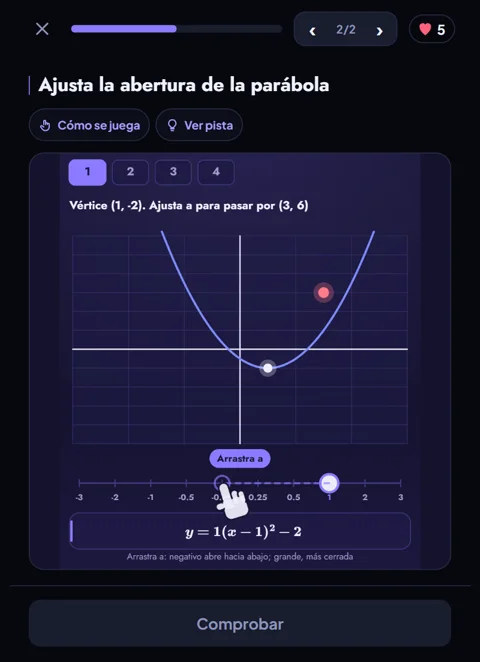 2/2
5
Ajusta la abertura de la parábola
Cómo se juega
Ver pista
1 2 3 4
Vértice (1, -2). Ajusta a para pasar por (3, 6)
Arrastra a
-3 -2 -1 -0.5 0.25 0.5 1 2 3
y = 1(x − 1)² − 2
Arrastra a: negativo abre hacia abajo; grande, más cerrada
Comprobar